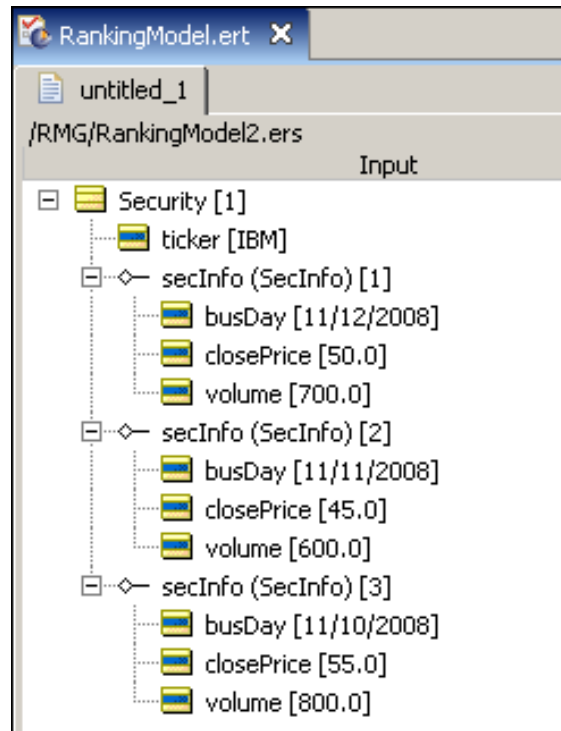 RankingModel.ert
untitled_1
/RMG/RankingModel2.ers
Input
Security [1]
ticker [IBM]
secInfo (SecInfo) [1]
busDay [11/12/2008]
closePrice [50.0]
volume [700.0]
secInfo (SecInfo) [2]
busDay [11/11/2008]
closePrice [45.0]
volume [600.0]
secInfo (SecInfo) [3]
busDay [11/10/2008]
closePrice [55.0]
volume [800.0]